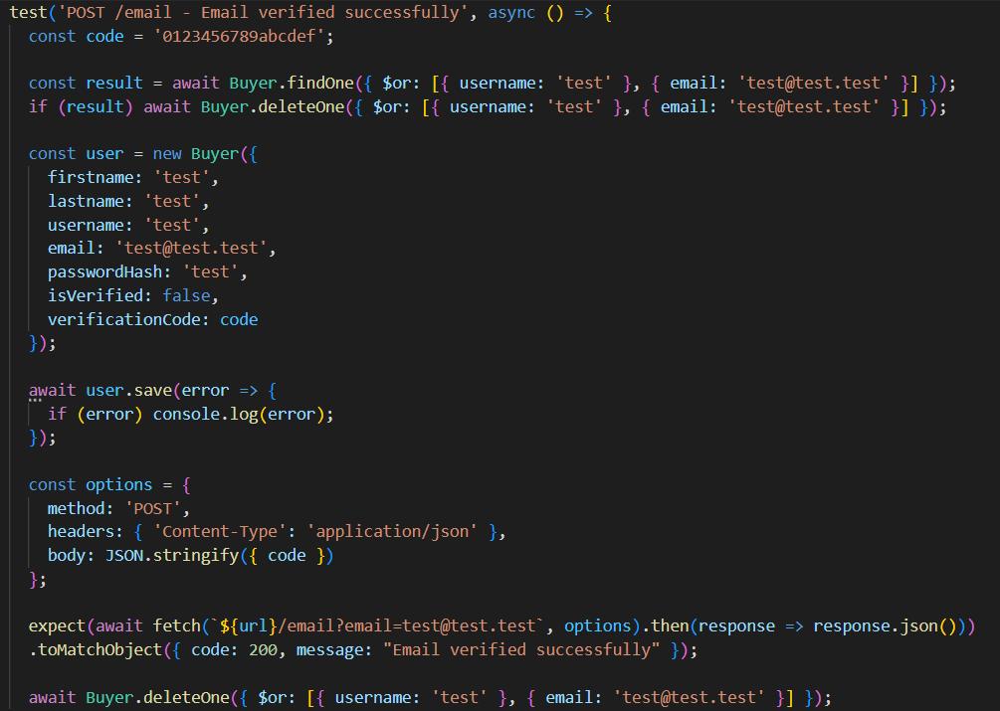 test('POST /email - Email verified successfully', async () => {
const code = '0123456789abcdef';
const result = await Buyer.findOne({ $or: [{ username: 'test' }, { email: 'test@test.test' }] });
if (result) await Buyer.deleteOne({ $or: [{ username: 'test' }, { email: 'test@test.test' }] });
const user = new Buyer({
firstname: 'test',
lastname: 'test',
username: 'test',
email: 'test@test.test',
passwordHash: 'test',
isVerified: false,
verificationCode: code
});
await user.save(error => {
if (error) console.log(error);
});
const options = {
method: 'POST',
headers: { 'Content-Type': 'application/json' },
body: JSON.stringify({ code })
};
expect(await fetch(`${url}/email?email=test@test.test`, options).then(response => response.json()))
.toMatchObject({ code: 200, message: "Email verified successfully" });
await Buyer.deleteOne({ $or: [{ username: 'test' }, { email: 'test@test.test' }] });